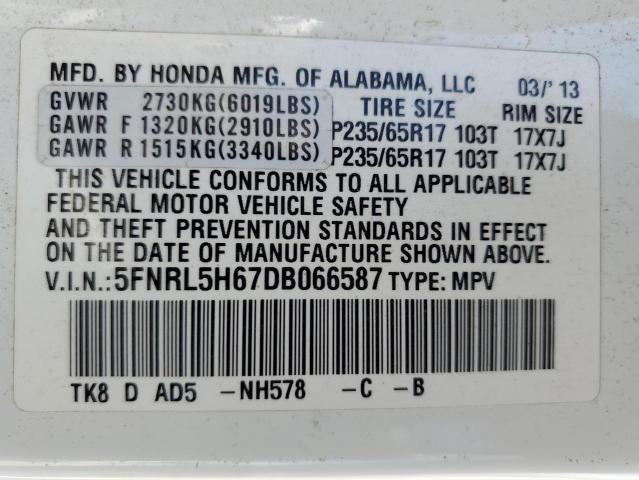 MFD. BY HONDA MFG. OF ALABAMA, LLC 03/'13
GVWR 2730KG(6019LBS) TIRE SIZE RIM SIZE
GAWR F 1320KG(2910LBS) P235/65R17 103T 17X7J
GAWR R 1515KG(3340LBS) P235/65R17 103T 17X7J
THIS VEHICLE CONFORMS TO ALL APPLICABLE
FEDERAL MOTOR VEHICLE SAFETY
AND THEFT PREVENTION STANDARDS IN EFFECT
ON THE DATE OF MANUFACTURE SHOWN ABOVE.
V.I.N.:5FNRL5H67DB066587 TYPE: MPV
TK8 D AD5 -NH578 -C -B